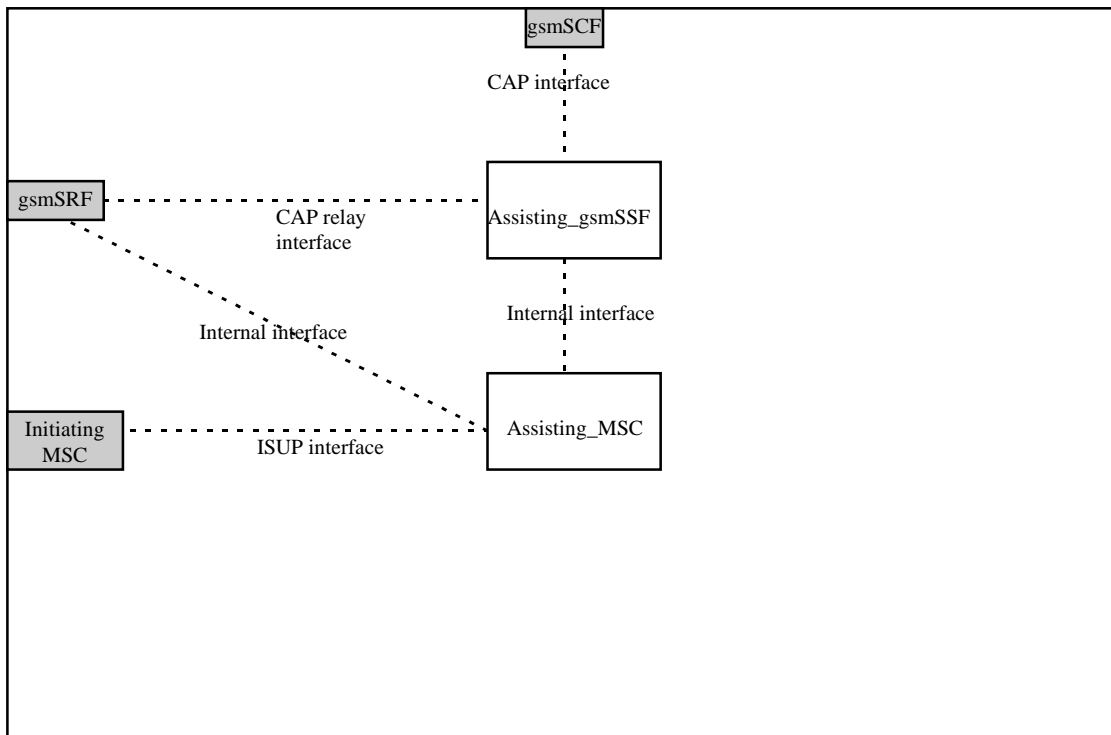 gsmSCF
CAP interface
gsmSRF
Assisting_gsmSSF
CAP relay
interface
Internal interface
Internal interface
Initiating
MSC
Assisting_MSC
ISUP interface